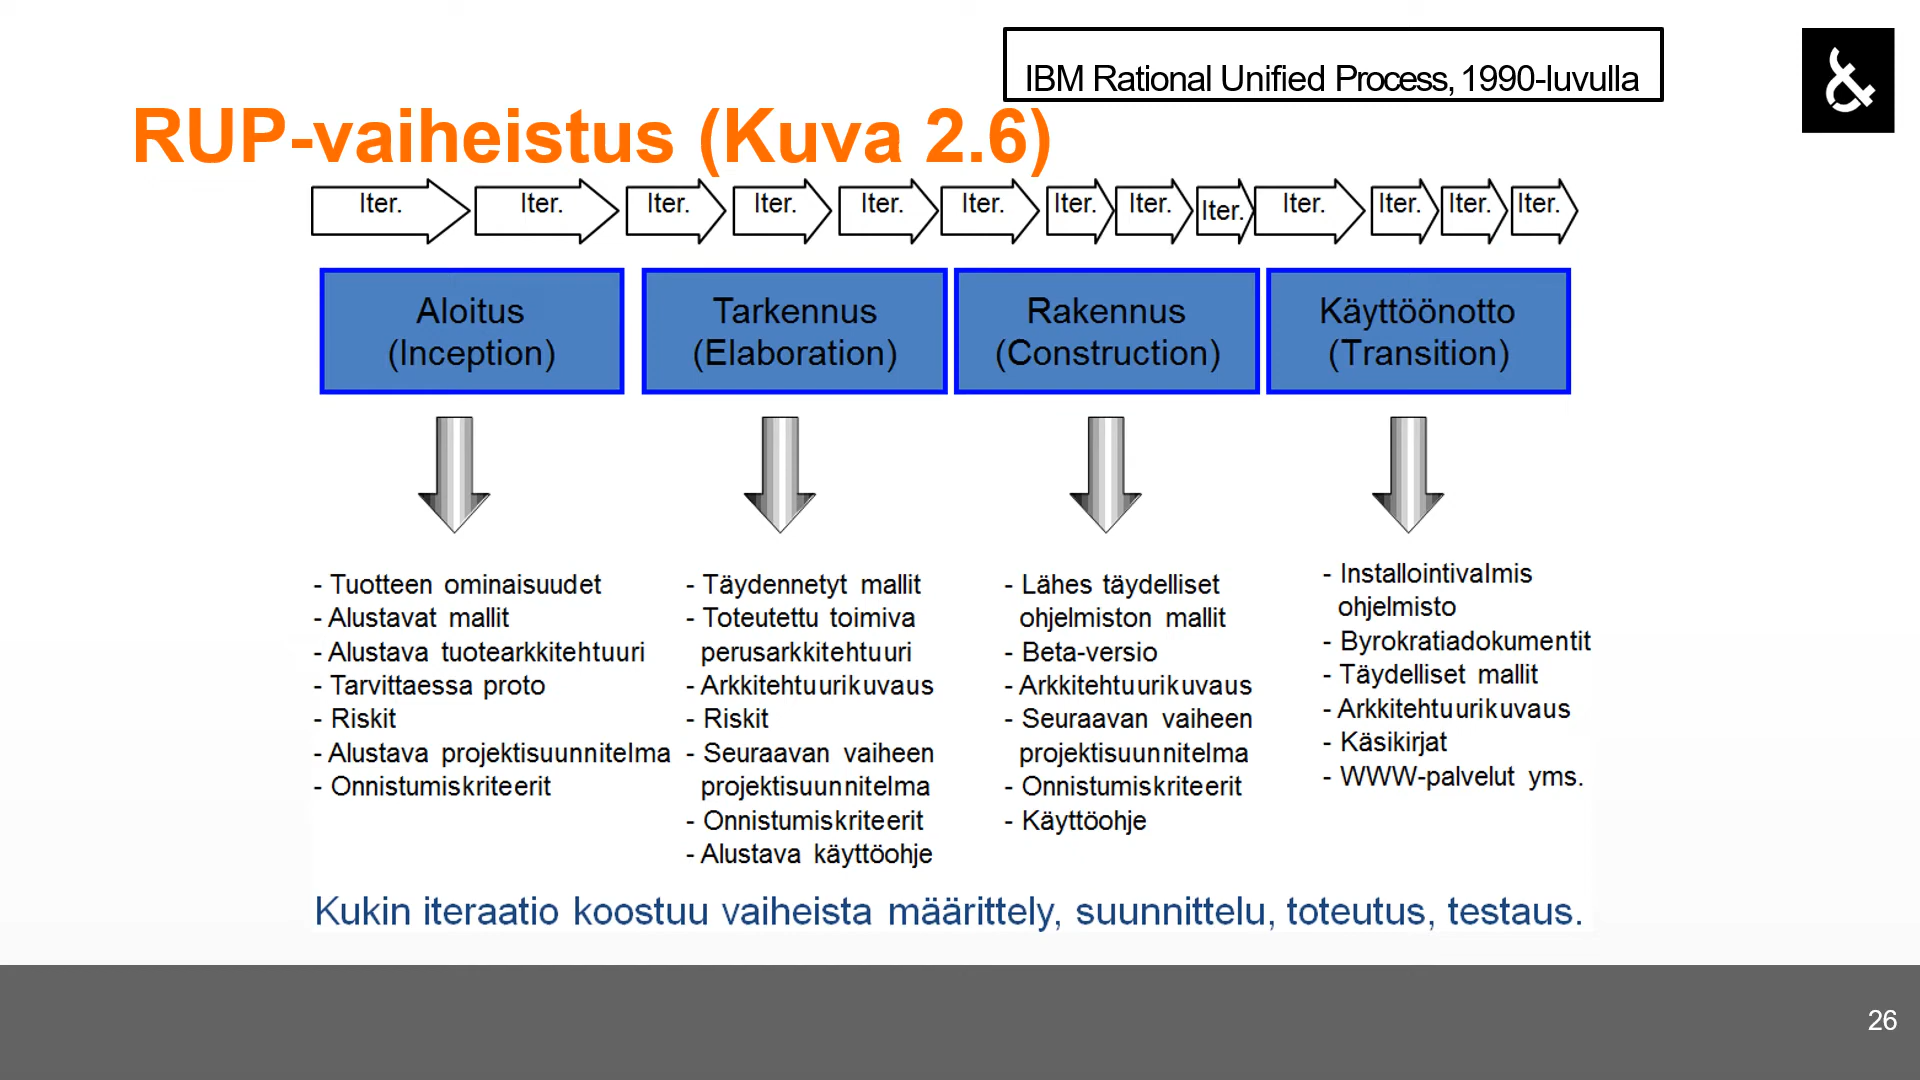 IBM Rational Unified Process, 1990-luvulla
&
RUP-vaiheistus (Kuva 2.6)
Iter. Iter. Iter. Iter. Iter. Iter. Iter. Iter. Iter. Iter. Iter. Iter. Iter.
Aloitus
(Inception)
Tarkennus
(Elaboration)
Rakennus
(Construction)
Käyttöönotto
(Transition)
- Tuotteen ominaisuudet
- Alustavat mallit
- Alustava tuotearkkitehtuuri
- Tarvittaessa proto
- Riskit
- Alustava projektisuunnitelma
- Onnistumiskriteerit
- Täydennetyt mallit
- Toteutettu toimiva
perusarkkitehtuuri
- Arkkitehtuurikuvaus
- Riskit
- Seuraavan vaiheen
projektisuunnitelma
- Onnistumiskriteerit
- Alustava käyttöohje
- Lähes täydelliset
ohjelmiston mallit
- Beta-versio
- Arkkitehtuurikuvaus
- Seuraavan vaiheen
projektisuunnitelma
- Onnistumiskriteerit
- Käyttöohje
- Installointivalmis
ohjelmisto
- Byrokratiadokumentit
- Täydelliset mallit
- Arkkitehtuurikuvaus
- Käsikirjat
- WWW-palvelut yms.
Kukin iteraatio koostuu vaiheista määrittely, suunnittelu, toteutus, testaus.
26